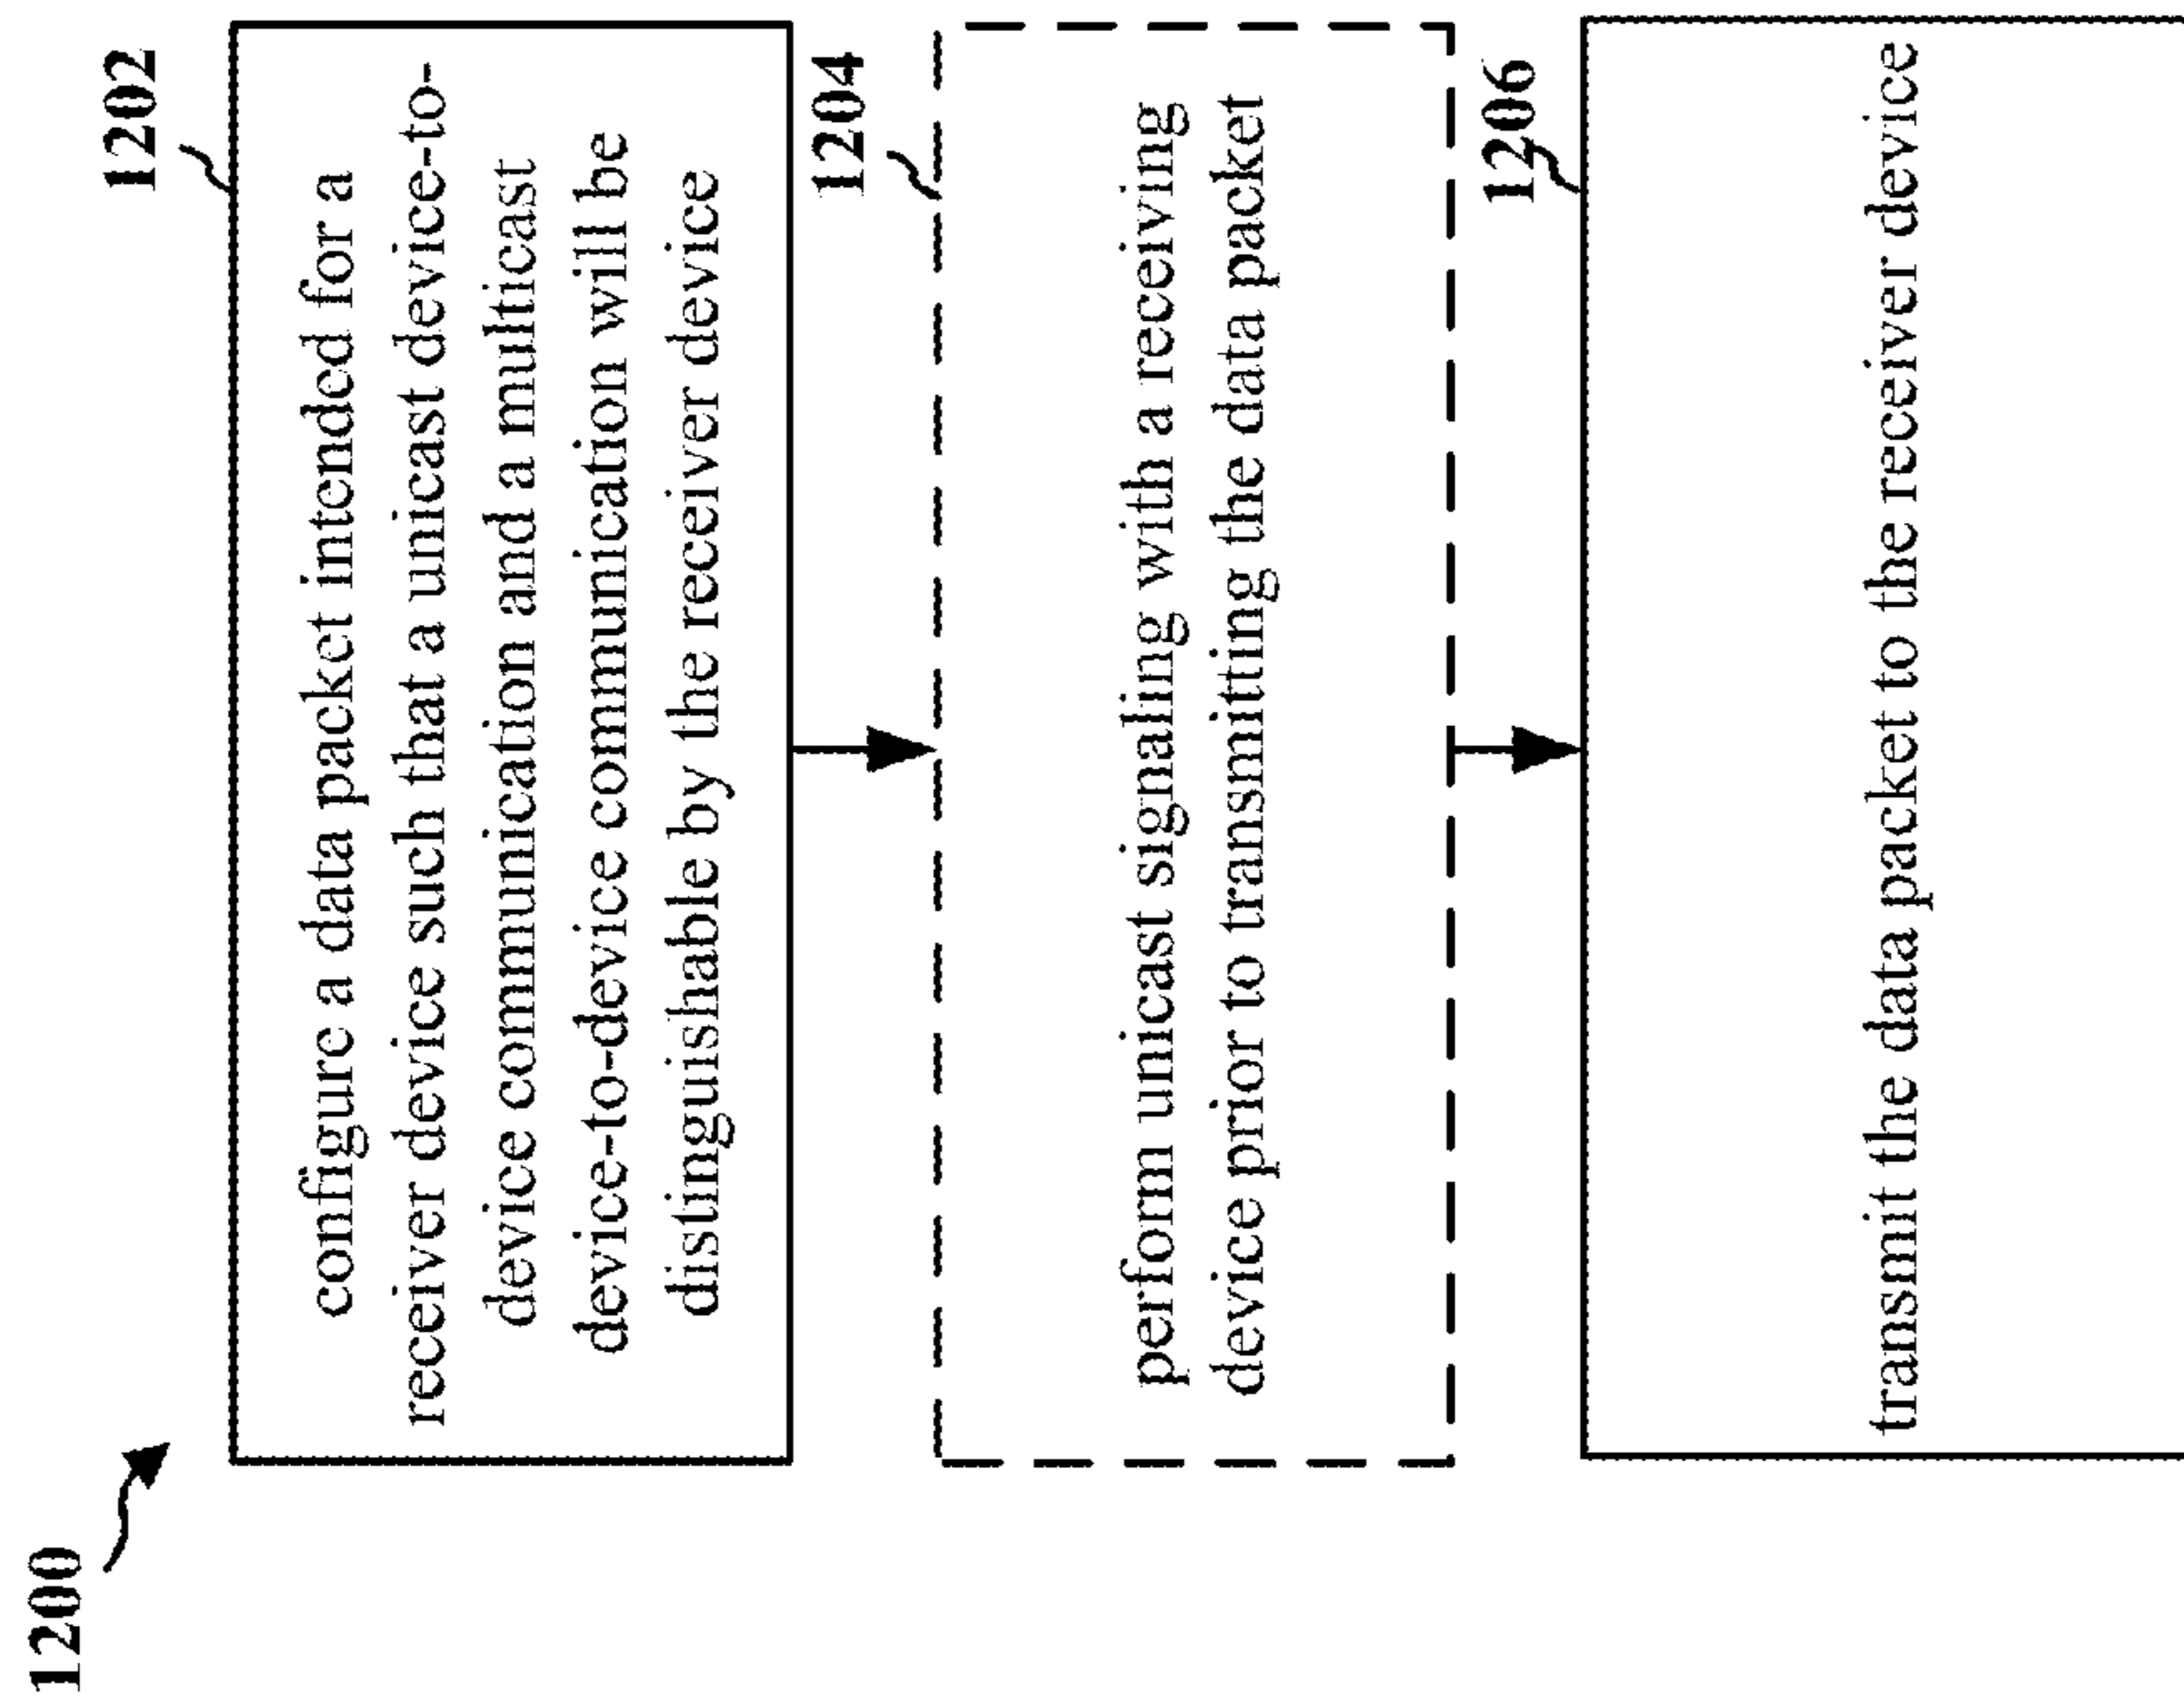 1200
1202
configure a data packet intended for a
receiver device such that a unicast device-to-
device communication and a multicast
device-to-device communication will be
distinguishable by the receiver device
1204
perform unicast signaling with a receiving
device prior to transmitting the data packet
1206
transmit the data packet to the receiver device